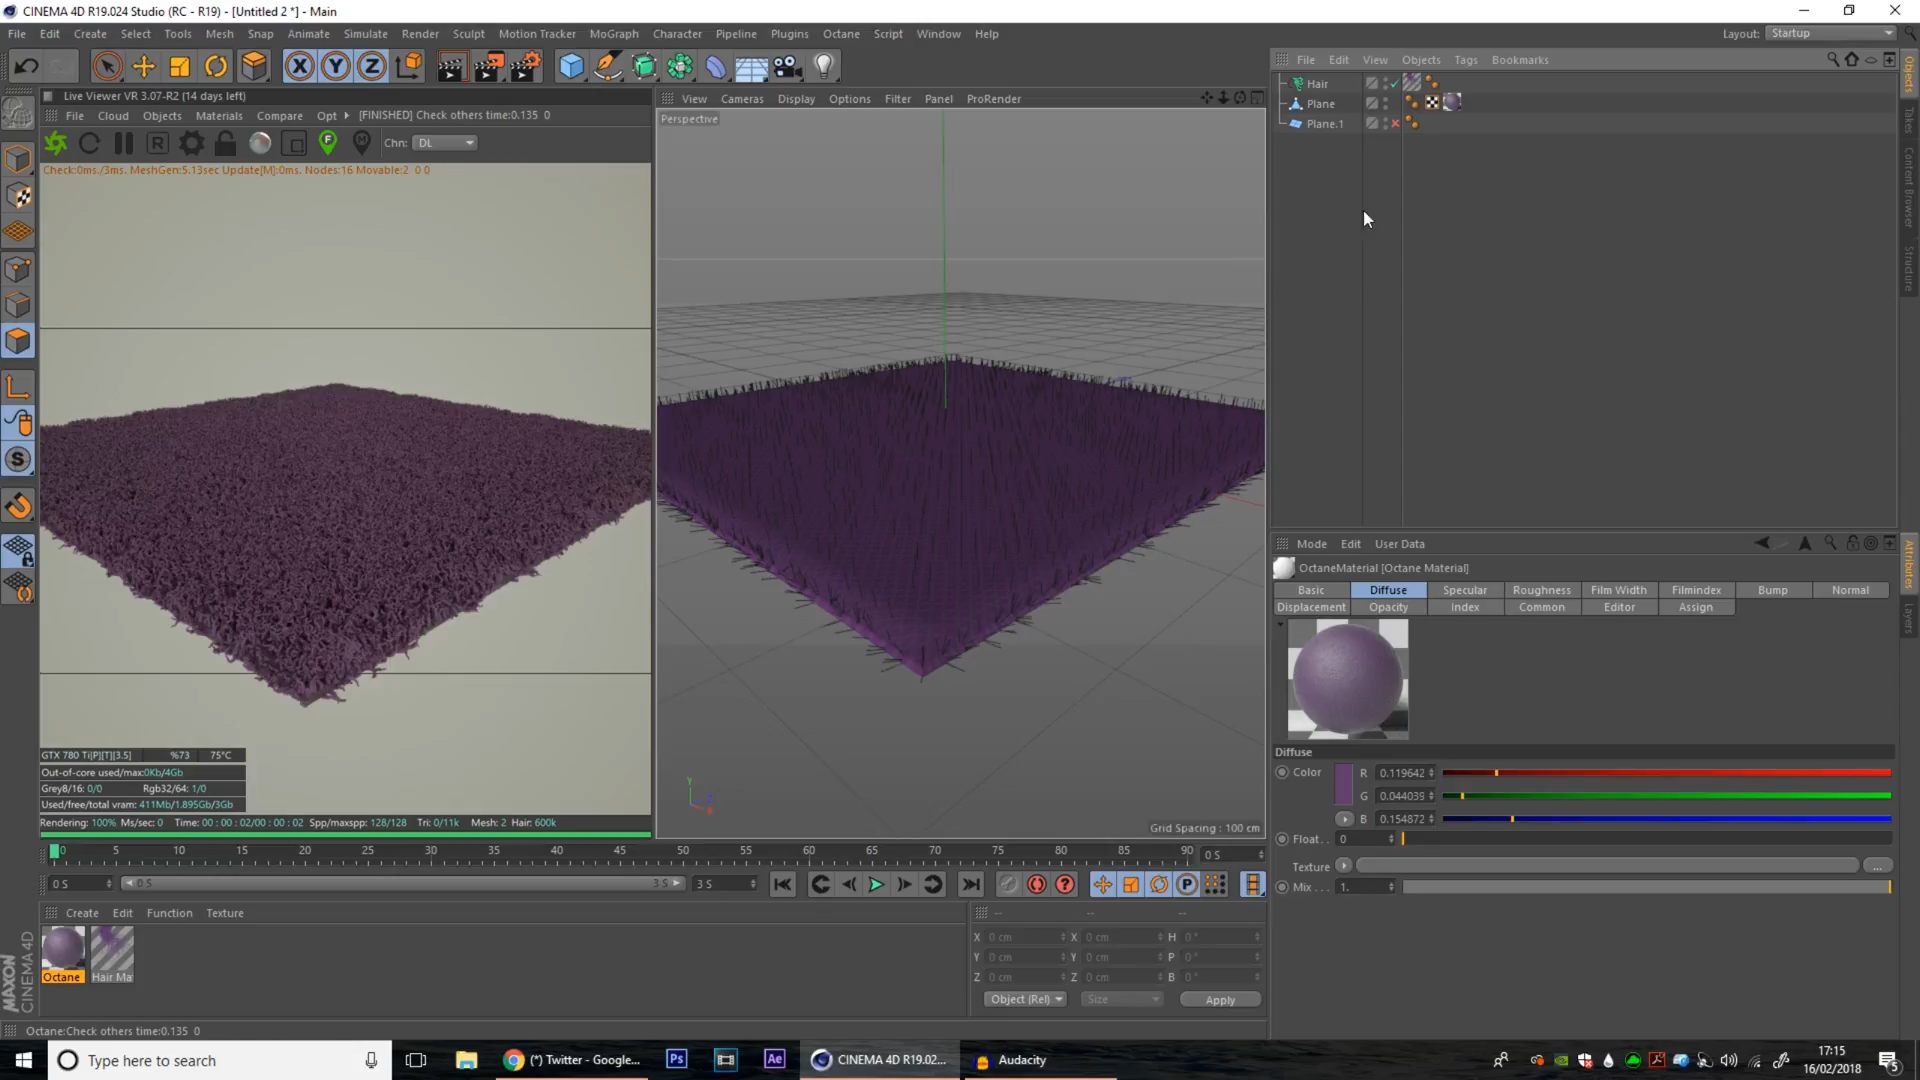 CINEMA 4D R19.024 Studio (RC - R19) - [Untitled 2 *] - Main
File Edit Create Select Tools Mesh Snap Animate Simulate Render Sculpt Motion Tracker MoGraph Character Pipeline Plugins Octane Script Window Help Layout: Startup
X Y Z
Live Viewer VR 3.07-R2 (14 days left)
File Cloud Objects Materials Compare Opt [FINISHED] Check others time:0.135 0
Chn: DL
Check:0ms./3ms. MeshGen:5.13sec Update[M]:0ms. Nodes:16 Movable:2 0 0
View Cameras Display Options Filter Panel ProRender
Perspective
Grid Spacing : 100 cm
GTX 780 Ti[P][T][3.5] %73 75°C
Out-of-core used/max:0Kb/4Gb
Grey8/16: 0/0 Rgb32/64: 1/0
Used/free/total vram: 411Mb/1.895Gb/3Gb
Rendering: 100% Ms/sec: 0 Time: 00 : 00 : 02/00 : 00 : 02 Spp/maxspp: 128/128 Tri: 0/11k Mesh: 2 Hair: 600k
File Edit View Objects Tags Bookmarks
Hair
Plane
Plane.1
Objects
Takes
Content Browser
Structure
Mode Edit User Data
OctaneMaterial [Octane Material]
Basic Diffuse Specular Roughness Film Width Filmindex Bump Normal
Displacement Opacity Index Common Editor Assign
Diffuse
Color R 0.119642
G 0.044039
B 0.154872
Float . . 0
Texture ...
Mix . . . 1.
Attributes
Layers
0 5 10 15 20 25 30 35 40 45 50 55 60 65 70 75 80 85 90 0 S
0 S 0 S 3 S 3 S
Create Edit Function Texture
Octane Hair Ma
-- -- --
X 0 cm X 0 cm H 0 °
Y 0 cm Y 0 cm P 0 °
Z 0 cm Z 0 cm B 0 °
Object (Rel) Size Apply
MAXON
CINEMA 4D
Octane:Check others time:0.135 0
Type here to search
(*) Twitter - Google...
Ps
Ae
CINEMA 4D R19.02...
Audacity
17:15
16/02/2018
5